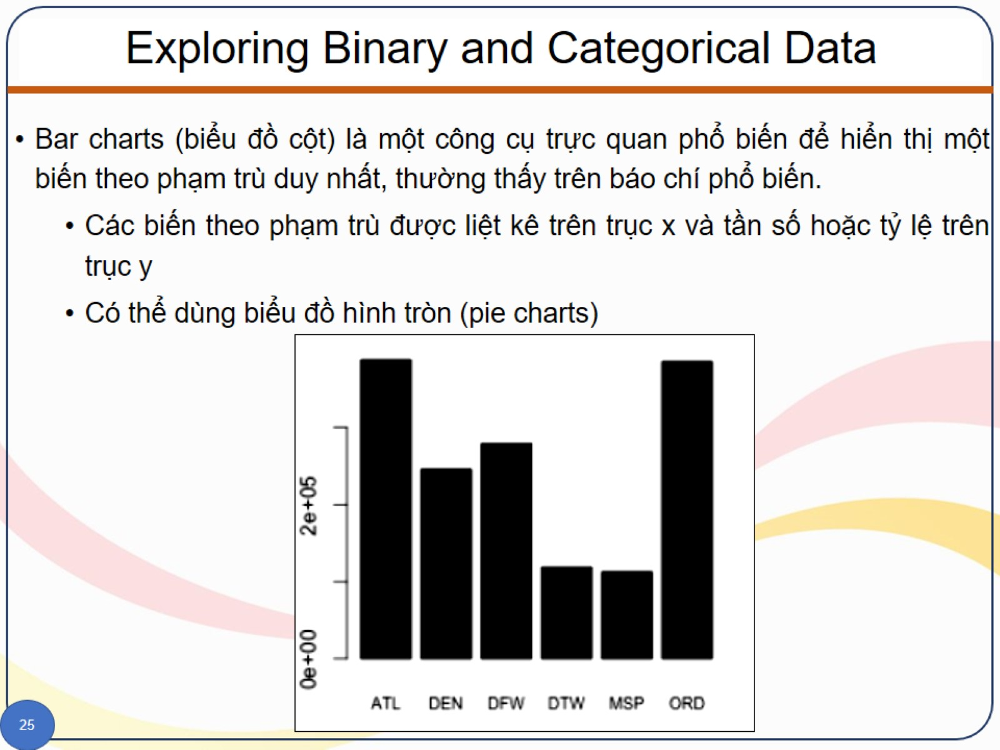 Exploring Binary and Categorical Data
• Bar charts (biểu đồ cột) là một công cụ trực quan phổ biến để hiển thị một
biến theo phạm trù duy nhất, thường thấy trên báo chí phổ biến.
• Các biến theo phạm trù được liệt kê trên trục x và tần số hoặc tỷ lệ trên
trục y
• Có thể dùng biểu đồ hình tròn (pie charts)
2e+05
0e+00
ATL DEN DFW DTW MSP ORD
25